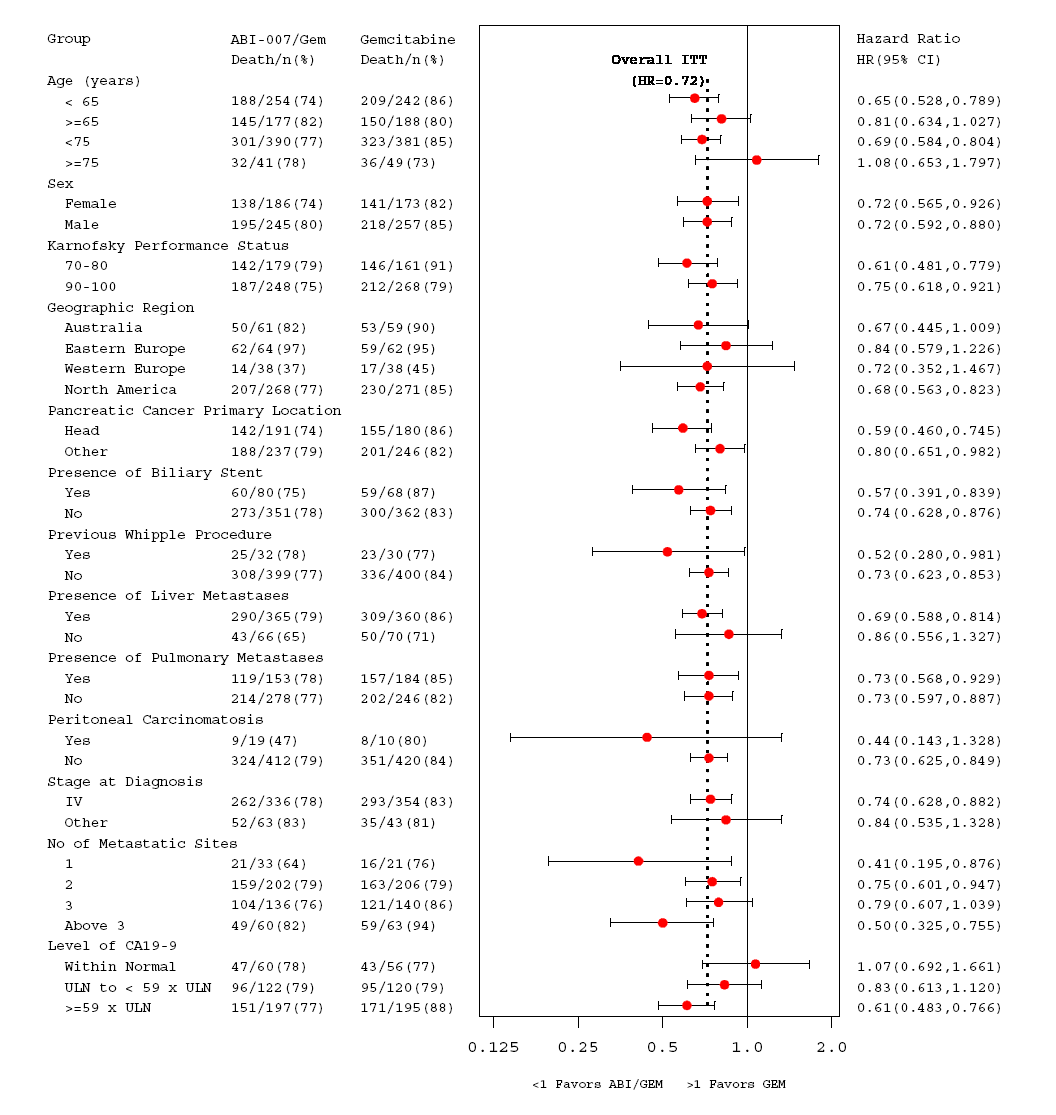 Group ABI-007/Gem Gemcitabine Hazard Ratio
Death/n(%) Death/n(%) Overall ITT HR(95% CI)
Age (years) (HR=0.72)
< 65 188/254(74) 209/242(86) 0.65(0.528,0.789)
>=65 145/177(82) 150/188(80) 0.81(0.634,1.027)
<75 301/390(77) 323/381(85) 0.69(0.584,0.804)
>=75 32/41(78) 36/49(73) 1.08(0.653,1.797)
Sex
Female 138/186(74) 141/173(82) 0.72(0.565,0.926)
Male 195/245(80) 218/257(85) 0.72(0.592,0.880)
Karnofsky Performance Status
70-80 142/179(79) 146/161(91) 0.61(0.481,0.779)
90-100 187/248(75) 212/268(79) 0.75(0.618,0.921)
Geographic Region
Australia 50/61(82) 53/59(90) 0.67(0.445,1.009)
Eastern Europe 62/64(97) 59/62(95) 0.84(0.579,1.226)
Western Europe 14/38(37) 17/38(45) 0.72(0.352,1.467)
North America 207/268(77) 230/271(85) 0.68(0.563,0.823)
Pancreatic Cancer Primary Location
Head 142/191(74) 155/180(86) 0.59(0.460,0.745)
Other 188/237(79) 201/246(82) 0.80(0.651,0.982)
Presence of Biliary Stent
Yes 60/80(75) 59/68(87) 0.57(0.391,0.839)
No 273/351(78) 300/362(83) 0.74(0.628,0.876)
Previous Whipple Procedure
Yes 25/32(78) 23/30(77) 0.52(0.280,0.981)
No 308/399(77) 336/400(84) 0.73(0.623,0.853)
Presence of Liver Metastases
Yes 290/365(79) 309/360(86) 0.69(0.588,0.814)
No 43/66(65) 50/70(71) 0.86(0.556,1.327)
Presence of Pulmonary Metastases
Yes 119/153(78) 157/184(85) 0.73(0.568,0.929)
No 214/278(77) 202/246(82) 0.73(0.597,0.887)
Peritoneal Carcinomatosis
Yes 9/19(47) 8/10(80) 0.44(0.143,1.328)
No 324/412(79) 351/420(84) 0.73(0.625,0.849)
Stage at Diagnosis
IV 262/336(78) 293/354(83) 0.74(0.628,0.882)
Other 52/63(83) 35/43(81) 0.84(0.535,1.328)
No of Metastatic Sites
1 21/33(64) 16/21(76) 0.41(0.195,0.876)
2 159/202(79) 163/206(79) 0.75(0.601,0.947)
3 104/136(76) 121/140(86) 0.79(0.607,1.039)
Above 3 49/60(82) 59/63(94) 0.50(0.325,0.755)
Level of CA19-9
Within Normal 47/60(78) 43/56(77) 1.07(0.692,1.661)
ULN to < 59 x ULN 96/122(79) 95/120(79) 0.83(0.613,1.120)
>=59 x ULN 151/197(77) 171/195(88) 0.61(0.483,0.766)
0.125 0.25 0.5 1.0 2.0
<1 Favors ABI/GEM >1 Favors GEM